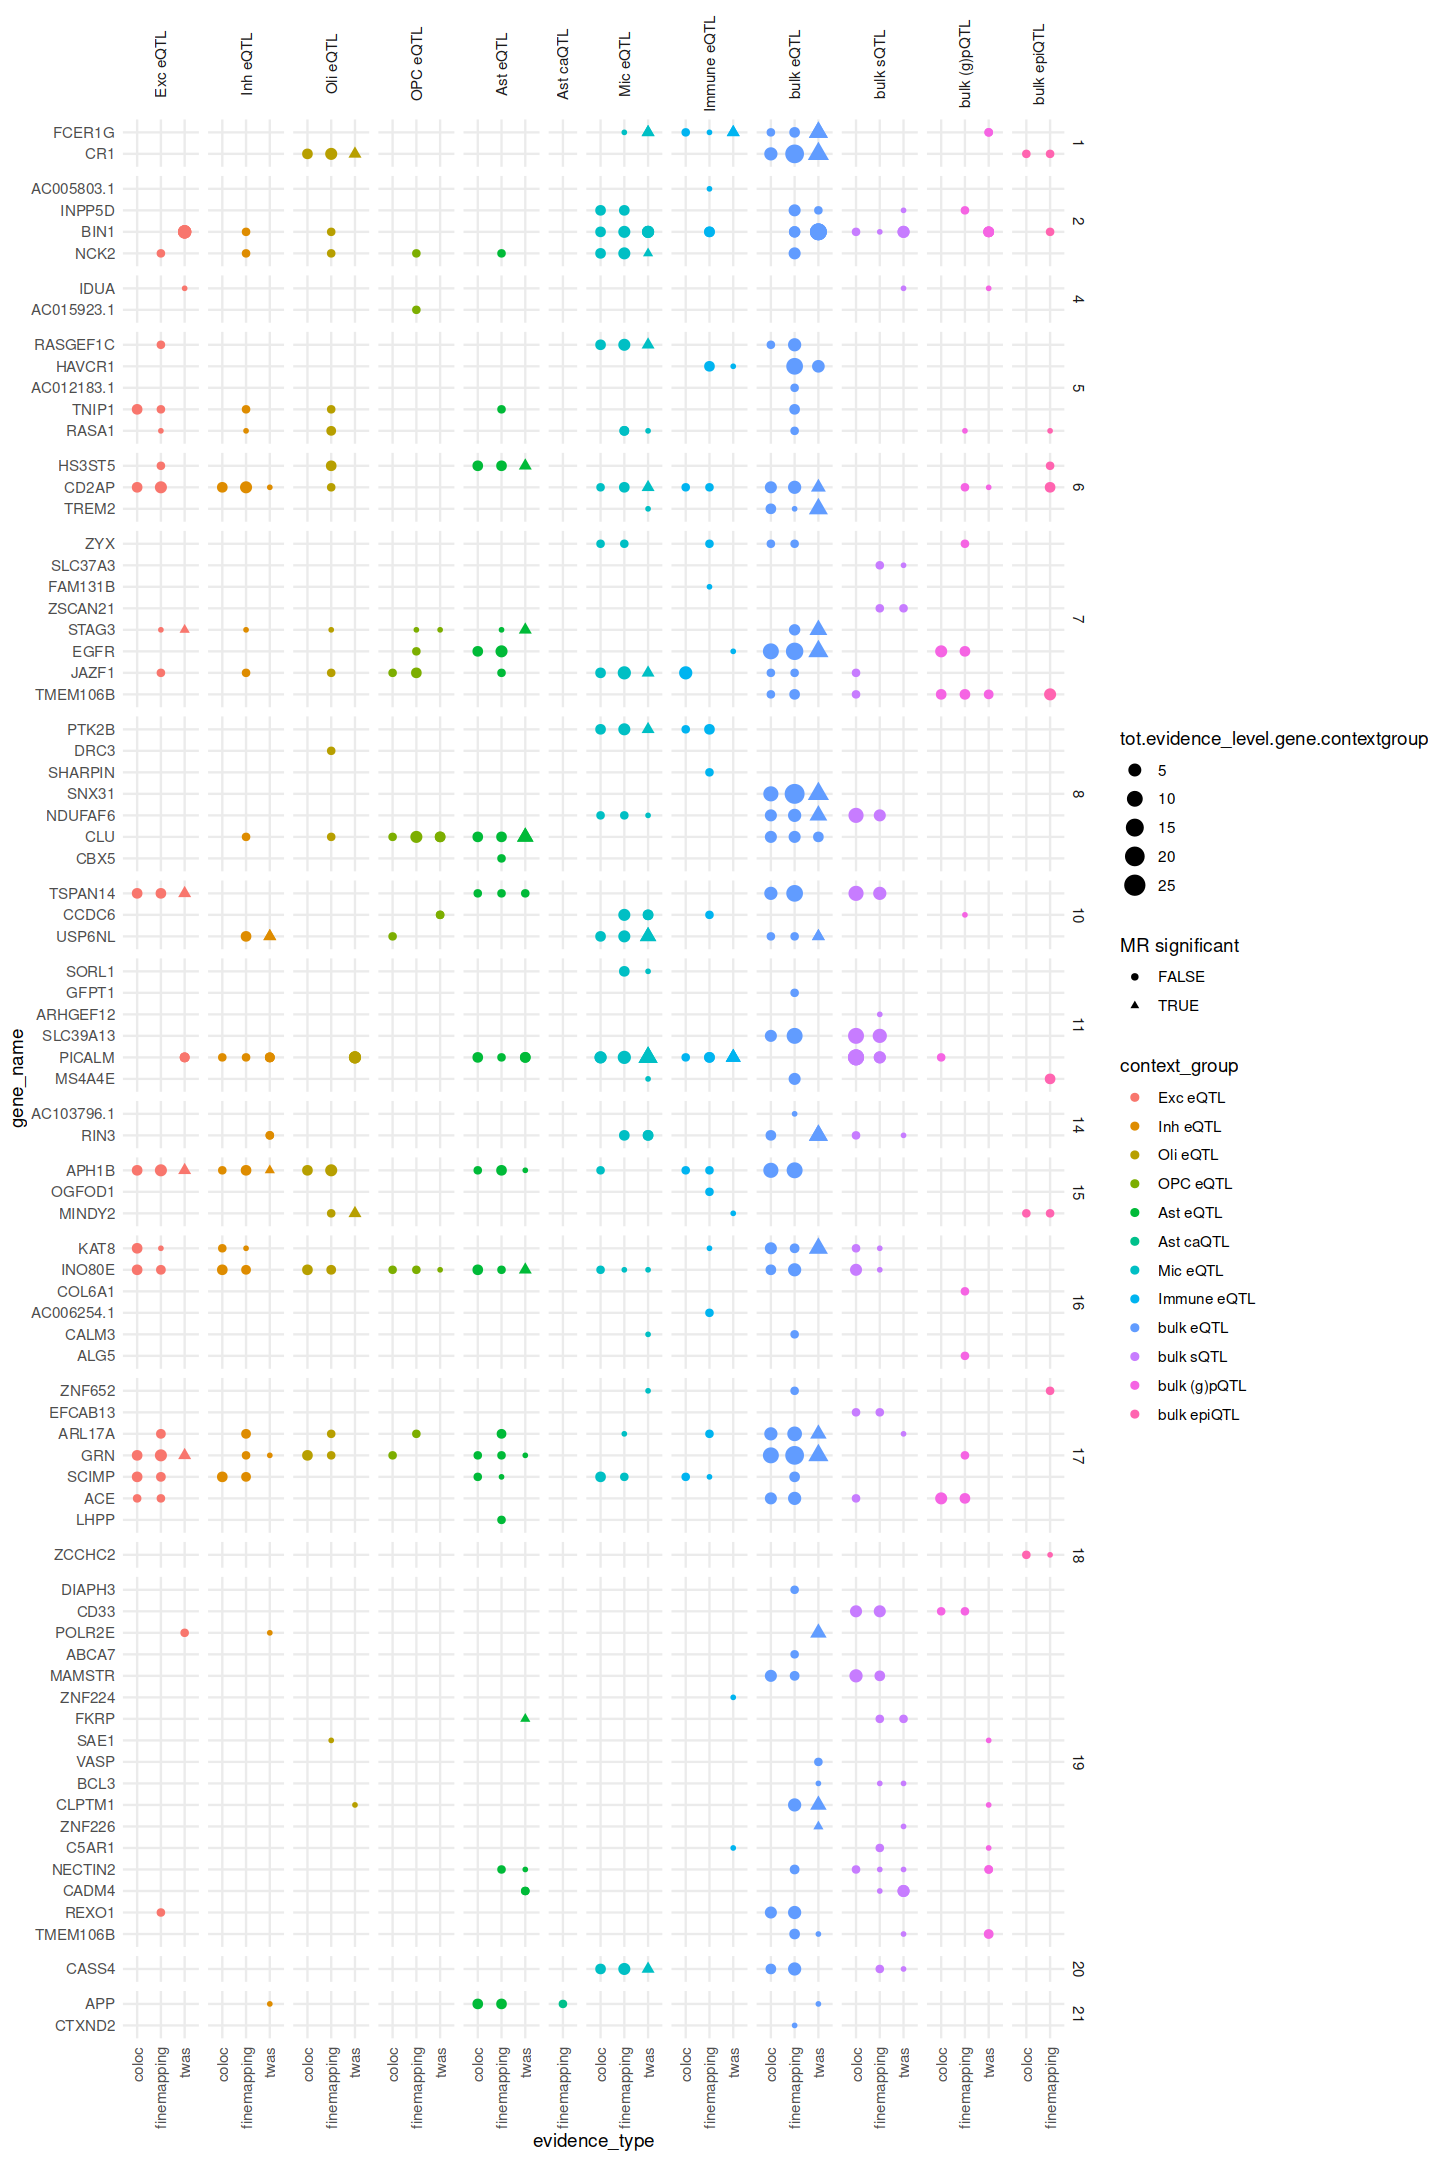 Exc eQTL
Inh eQTL
Oli eQTL
OPC eQTL
Ast eQTL
Ast caQTL
Mic eQTL
Immune eQTL
bulk eQTL
bulk sQTL
bulk (g)pQTL
bulk epiQTL
FCER1G
CR1
1
AC005803.1
INPP5D
BIN1
NCK2
2
IDUA
AC015923.1
4
RASGEF1C
HAVCR1
AC012183.1
TNIP1
RASA1
5
HS3ST5
CD2AP
TREM2
6
ZYX
SLC37A3
FAM131B
ZSCAN21
STAG3
EGFR
JAZF1
TMEM106B
7
PTK2B
DRC3
SHARPIN
SNX31
NDUFAF6
CLU
CBX5
8
TSPAN14
CCDC6
USP6NL
10
SORL1
GFPT1
ARHGEF12
SLC39A13
PICALM
MS4A4E
11
AC103796.1
RIN3
14
APH1B
OGFOD1
MINDY2
15
KAT8
INO80E
COL6A1
AC006254.1
CALM3
ALG5
16
ZNF652
EFCAB13
ARL17A
GRN
SCIMP
ACE
LHPP
17
ZCCHC2
18
DIAPH3
CD33
POLR2E
ABCA7
MAMSTR
ZNF224
FKRP
SAE1
VASP
BCL3
CLPTM1
ZNF226
C5AR1
NECTIN2
CADM4
REXO1
TMEM106B
19
CASS4
20
APP
CTXND2
21
gene_name
coloc
finemapping
twas
coloc
finemapping
twas
coloc
finemapping
twas
coloc
finemapping
twas
coloc
finemapping
twas
finemapping
coloc
finemapping
twas
coloc
finemapping
twas
coloc
finemapping
twas
coloc
finemapping
twas
coloc
finemapping
twas
coloc
finemapping
evidence_type
tot.evidence_level.gene.contextgroup
5
10
15
20
25
MR significant
FALSE
TRUE
context_group
Exc eQTL
Inh eQTL
Oli eQTL
OPC eQTL
Ast eQTL
Ast caQTL
Mic eQTL
Immune eQTL
bulk eQTL
bulk sQTL
bulk (g)pQTL
bulk epiQTL